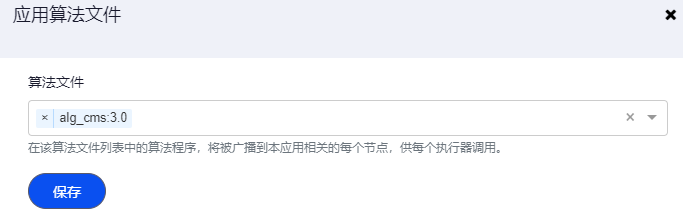 应用算法文件
算法文件
× alg_cms:3.0
在该算法文件列表中的算法程序，将被广播到本应用相关的每个节点，供每个执行器调用。
保存